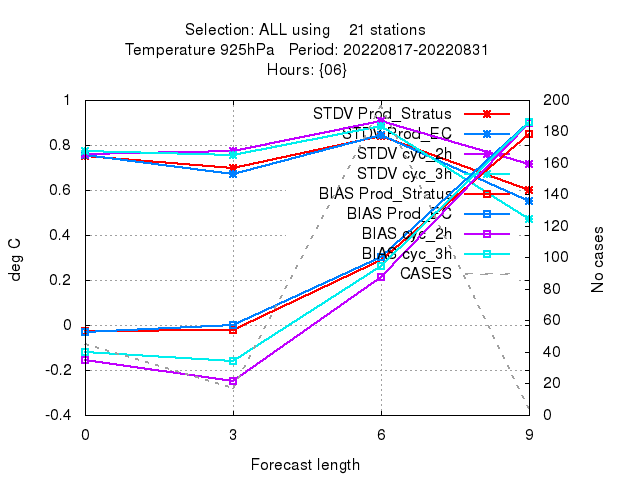 Selection: ALL using 21 stations
Temperature 925hPa Period: 20220817-20220831
Hours: {06}
1
0.8
0.6
0.4
0.2
0
-0.2
-0.4
deg C
STDV Prod_Stratus
STDV Prod_EC
STDV cyc_2h
STDV cyc_3h
BIAS Prod_Stratus
BIAS Prod_EC
BIAS cyc_2h
BIAS cyc_3h
CASES
200
180
160
140
120
100
80
60
40
20
0
No cases
0 3 6 9
Forecast length